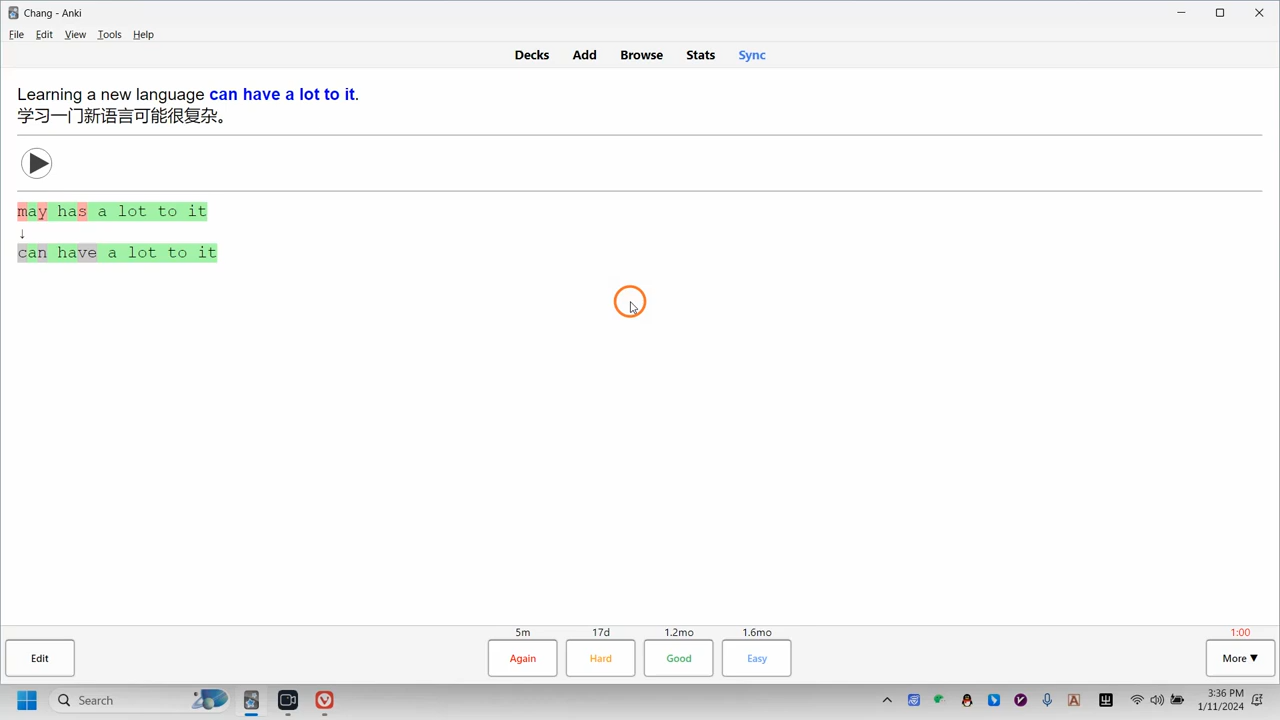 Chang - Anki
File Edit View Tools Help
Decks Add Browse Stats Sync
Learning a new language can have a lot to it.
学习一门新语言可能很复杂。
may has a lot to it
↓
can have a lot to it
5m 17d 1.2mo 1.6mo 1:00
Edit Again Hard Good Easy More ▼
Search
3:36 PM
1/11/2024